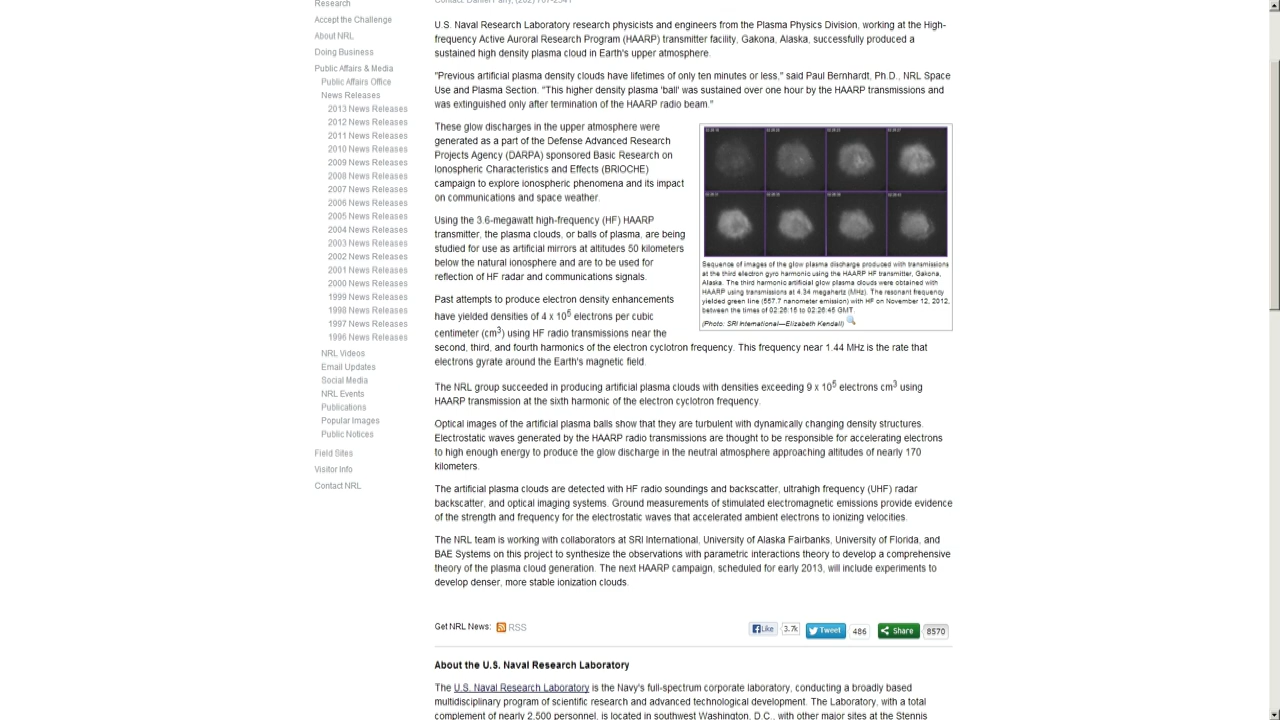 Research
Accept the Challenge
About NRL
Doing Business
Public Affairs & Media
Public Affairs Office
News Releases
2013 News Releases
2012 News Releases
2011 News Releases
2010 News Releases
2009 News Releases
2008 News Releases
2007 News Releases
2006 News Releases
2005 News Releases
2004 News Releases
2003 News Releases
2002 News Releases
2001 News Releases
2000 News Releases
1999 News Releases
1998 News Releases
1997 News Releases
1996 News Releases
NRL Videos
Email Updates
Social Media
NRL Events
Publications
Popular Images
Public Notices
Field Sites
Visitor Info
Contact NRL
U.S. Naval Research Laboratory research physicists and engineers from the Plasma Physics Division, working at the High-
frequency Active Auroral Research Program (HAARP) transmitter facility, Gakona, Alaska, successfully produced a
sustained high density plasma cloud in Earth's upper atmosphere.
"Previous artificial plasma density clouds have lifetimes of only ten minutes or less," said Paul Bernhardt, Ph.D., NRL Space
Use and Plasma Section. "This higher density plasma 'ball' was sustained over one hour by the HAARP transmissions and
was extinguished only after termination of the HAARP radio beam."
These glow discharges in the upper atmosphere were
generated as a part of the Defense Advanced Research
Projects Agency (DARPA) sponsored Basic Research on
Ionospheric Characteristics and Effects (BRIOCHE)
campaign to explore ionospheric phenomena and its impact
on communications and space weather.
Using the 3.6-megawatt high-frequency (HF) HAARP
transmitter, the plasma clouds, or balls of plasma, are being
studied for use as artificial mirrors at altitudes 50 kilometers
below the natural ionosphere and are to be used for
reflection of HF radar and communications signals.
Sequence of images of the glow plasma discharge produced with transmissions
at the third electron gyro harmonic using the HAARP HF transmitter, Gakona,
Alaska. The third harmonic artificial glow plasma clouds were obtained with
HAARP using transmissions at 4.34 megahertz (MHz). The resonant frequency
yielded green line (557.7 nanometer emission) with HF on November 12, 2012,
between the times of 02:26:15 to 02:26:45 GMT.
(Photo: SRI International—Elizabeth Kendall)
Past attempts to produce electron density enhancements
have yielded densities of 4 x 10⁵ electrons per cubic
centimeter (cm³) using HF radio transmissions near the
second, third, and fourth harmonics of the electron cyclotron frequency. This frequency near 1.44 MHz is the rate that
electrons gyrate around the Earth's magnetic field.
The NRL group succeeded in producing artificial plasma clouds with densities exceeding 9 x 10⁵ electrons cm³ using
HAARP transmission at the sixth harmonic of the electron cyclotron frequency.
Optical images of the artificial plasma balls show that they are turbulent with dynamically changing density structures.
Electrostatic waves generated by the HAARP radio transmissions are thought to be responsible for accelerating electrons
to high enough energy to produce the glow discharge in the neutral atmosphere approaching altitudes of nearly 170
kilometers.
The artificial plasma clouds are detected with HF radio soundings and backscatter, ultrahigh frequency (UHF) radar
backscatter, and optical imaging systems. Ground measurements of stimulated electromagnetic emissions provide evidence
of the strength and frequency for the electrostatic waves that accelerated ambient electrons to ionizing velocities.
The NRL team is working with collaborators at SRI International, University of Alaska Fairbanks, University of Florida, and
BAE Systems on this project to synthesize the observations with parametric interactions theory to develop a comprehensive
theory of the plasma cloud generation. The next HAARP campaign, scheduled for early 2013, will include experiments to
develop denser, more stable ionization clouds.
Get NRL News: RSS
Like 3.7k Tweet 486 Share 8570
About the U.S. Naval Research Laboratory
The U.S. Naval Research Laboratory is the Navy's full-spectrum corporate laboratory, conducting a broadly based
multidisciplinary program of scientific research and advanced technological development. The Laboratory, with a total
complement of nearly 2,500 personnel, is located in southwest Washington, D.C., with other major sites at the Stennis